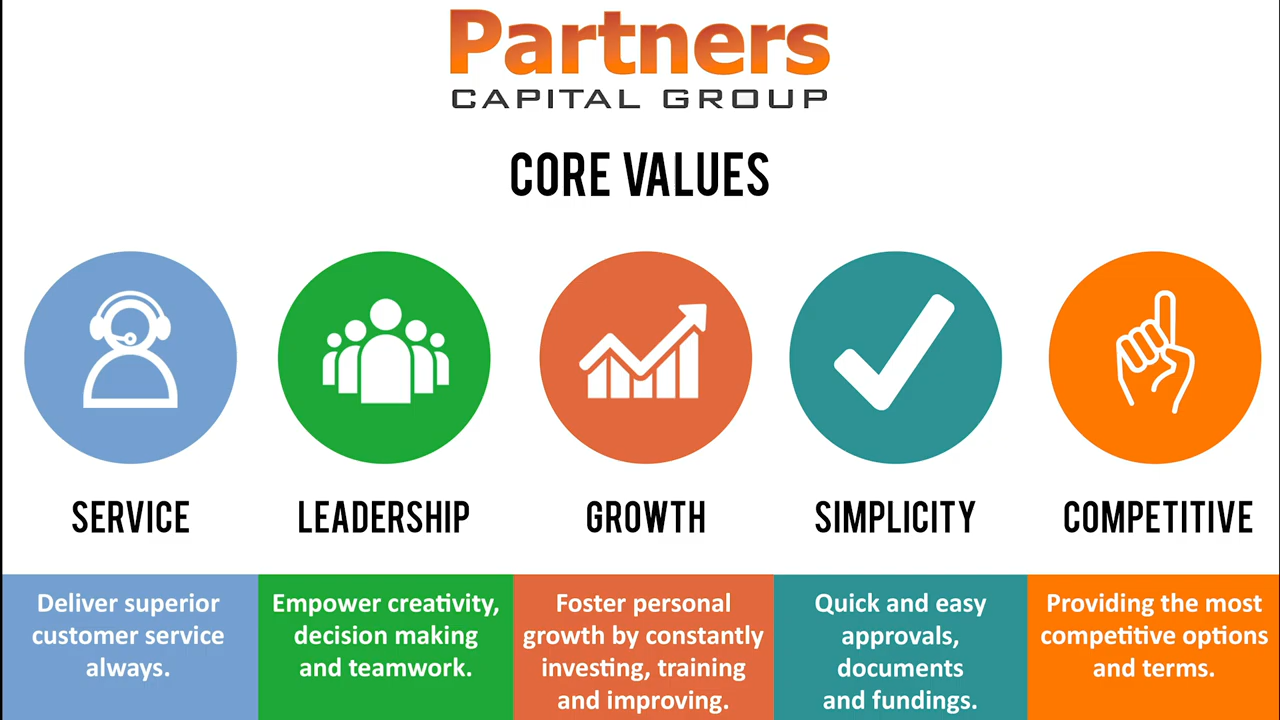 Partners
CAPITAL GROUP
CORE VALUES
SERVICE
Deliver superior
customer service
always.
LEADERSHIP
Empower creativity,
decision making
and teamwork.
GROWTH
Foster personal
growth by constantly
investing, training
and improving.
SIMPLICITY
Quick and easy
approvals,
documents
and fundings.
COMPETITIVE
Providing the most
competitive options
and terms.